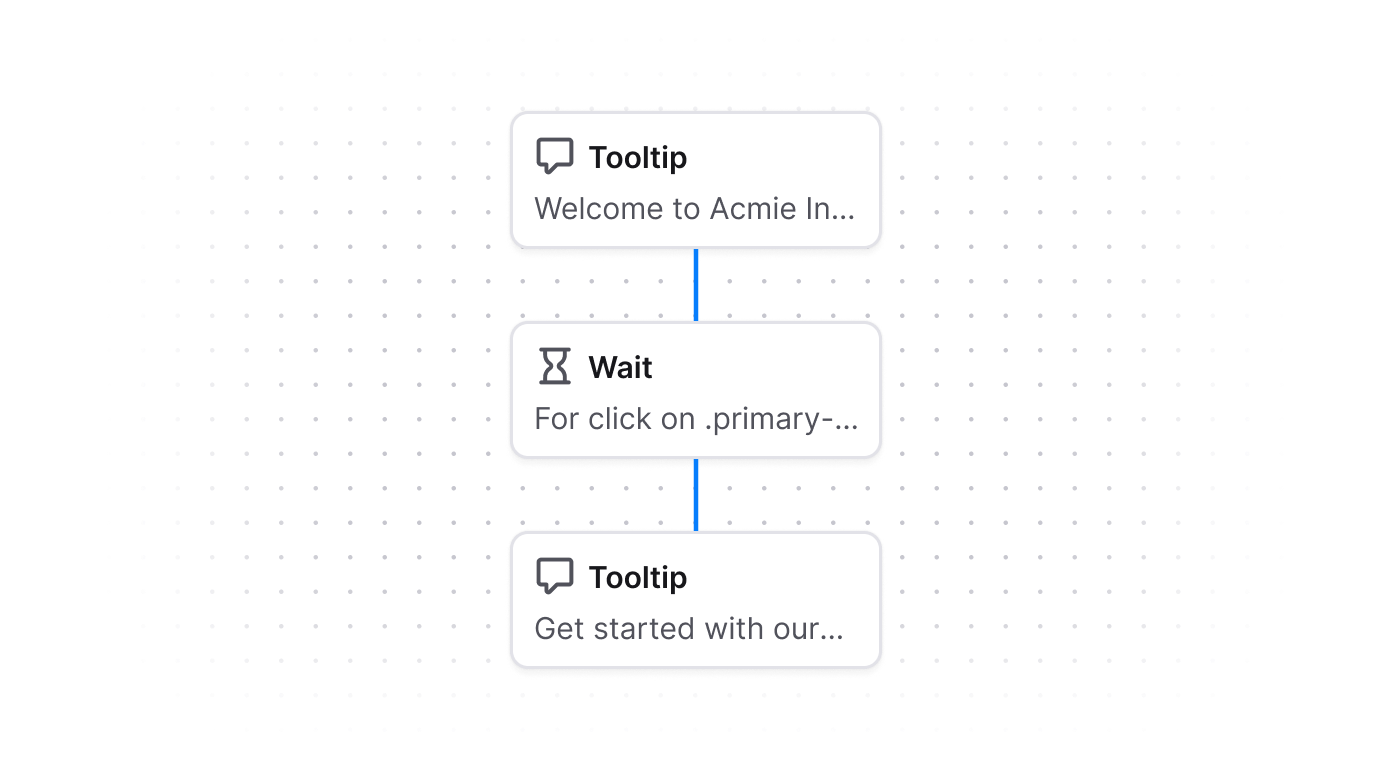 Tooltip
Welcome to Acmie In...
Wait
For click on .primary-...
Tooltip
Get started with our...